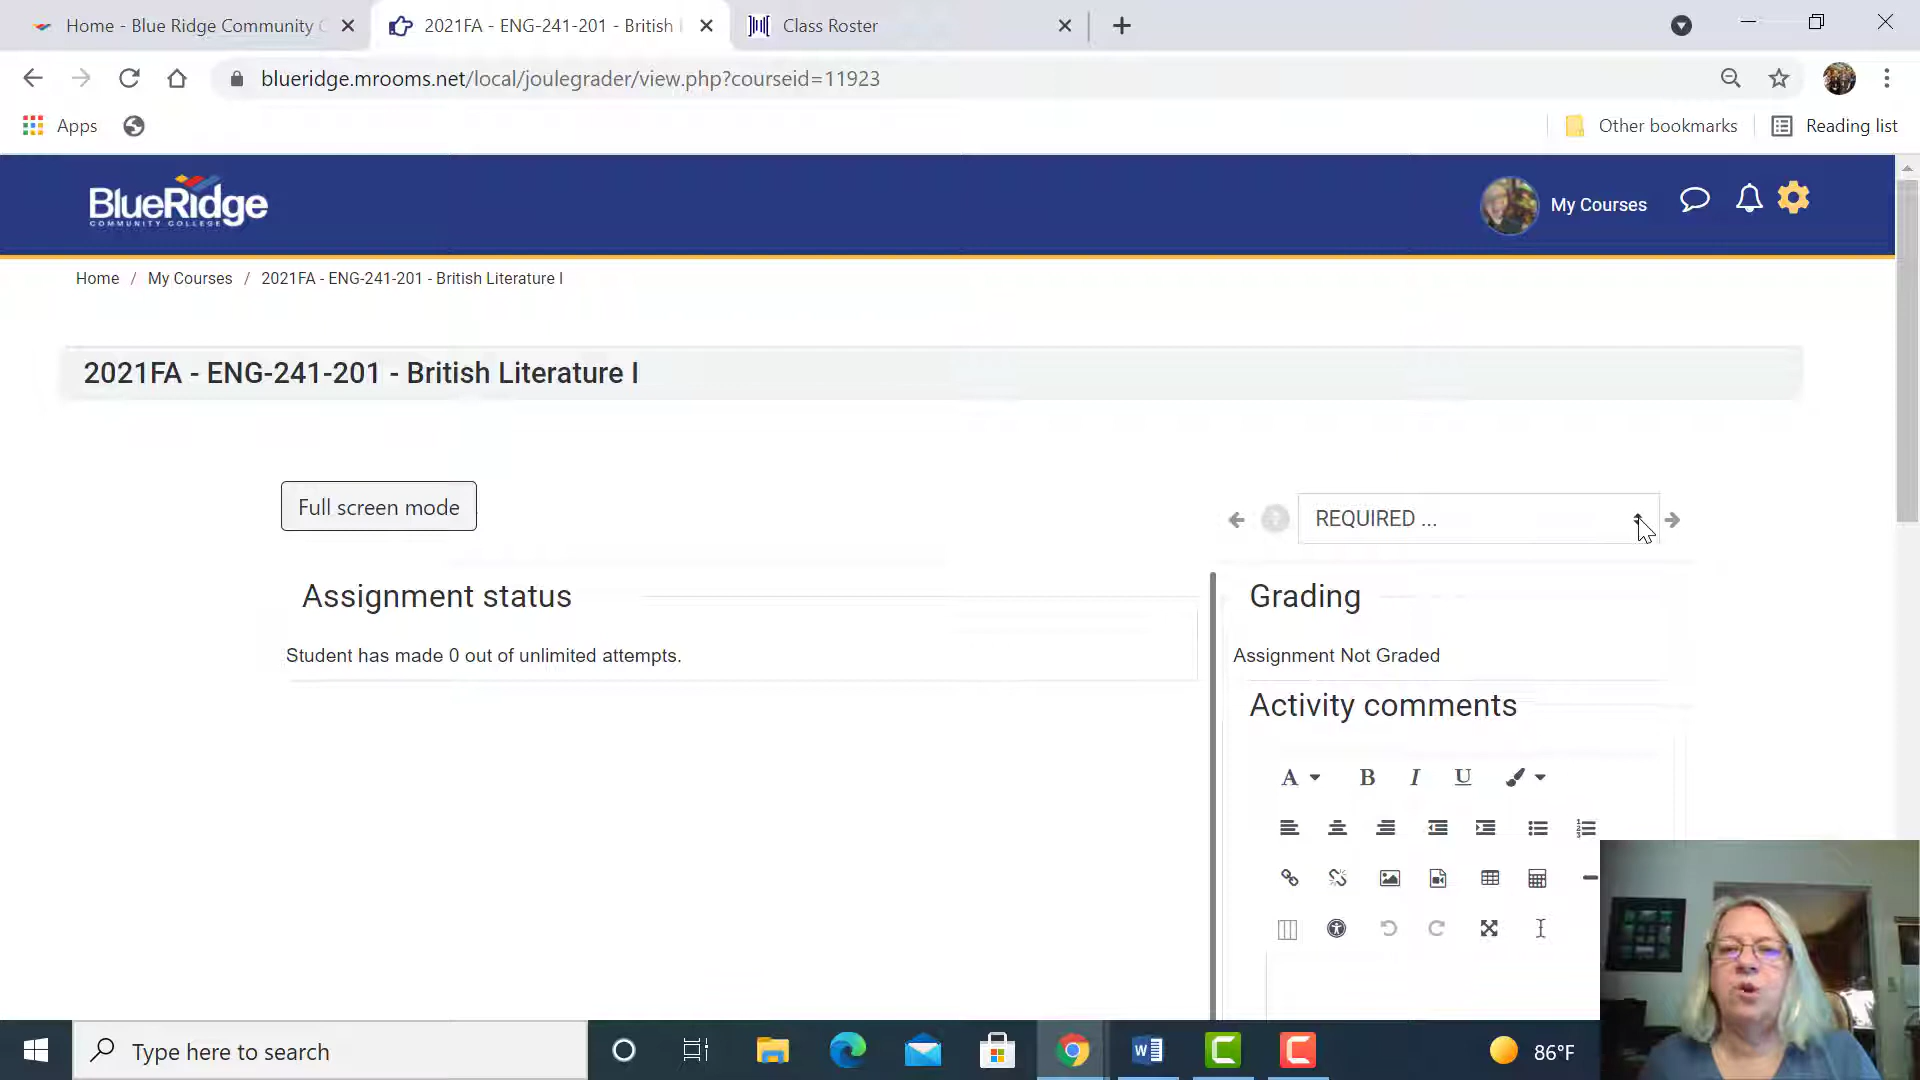 Home - Blue Ridge Community C
2021FA - ENG-241-201 - British
Class Roster
blueridge.mrooms.net/local/joulegrader/view.php?courseid=11923
Apps
Other bookmarks
Reading list
BlueRidge
COMMUNITY COLLEGE
My Courses
Home / My Courses / 2021FA - ENG-241-201 - British Literature I
2021FA - ENG-241-201 - British Literature I
Full screen mode
REQUIRED ...
Assignment status
Grading
Student has made 0 out of unlimited attempts.
Assignment Not Graded
Activity comments
A B I U
Type here to search
86°F